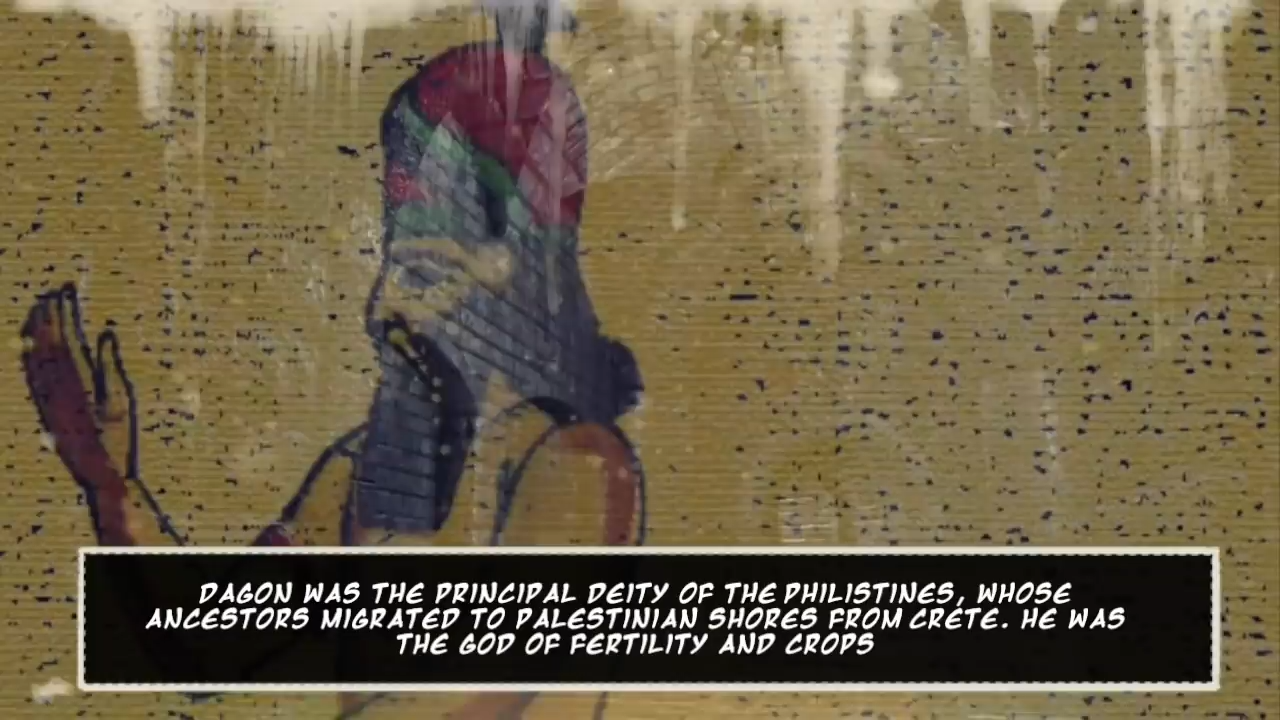 DAGON WAS THE PRINCIPAL DEITY OF THE PHILISTINES, WHOSE
ANCESTORS MIGRATED TO PALESTINIAN SHORES FROM CRETE. HE WAS
THE GOD OF FERTILITY AND CROPS